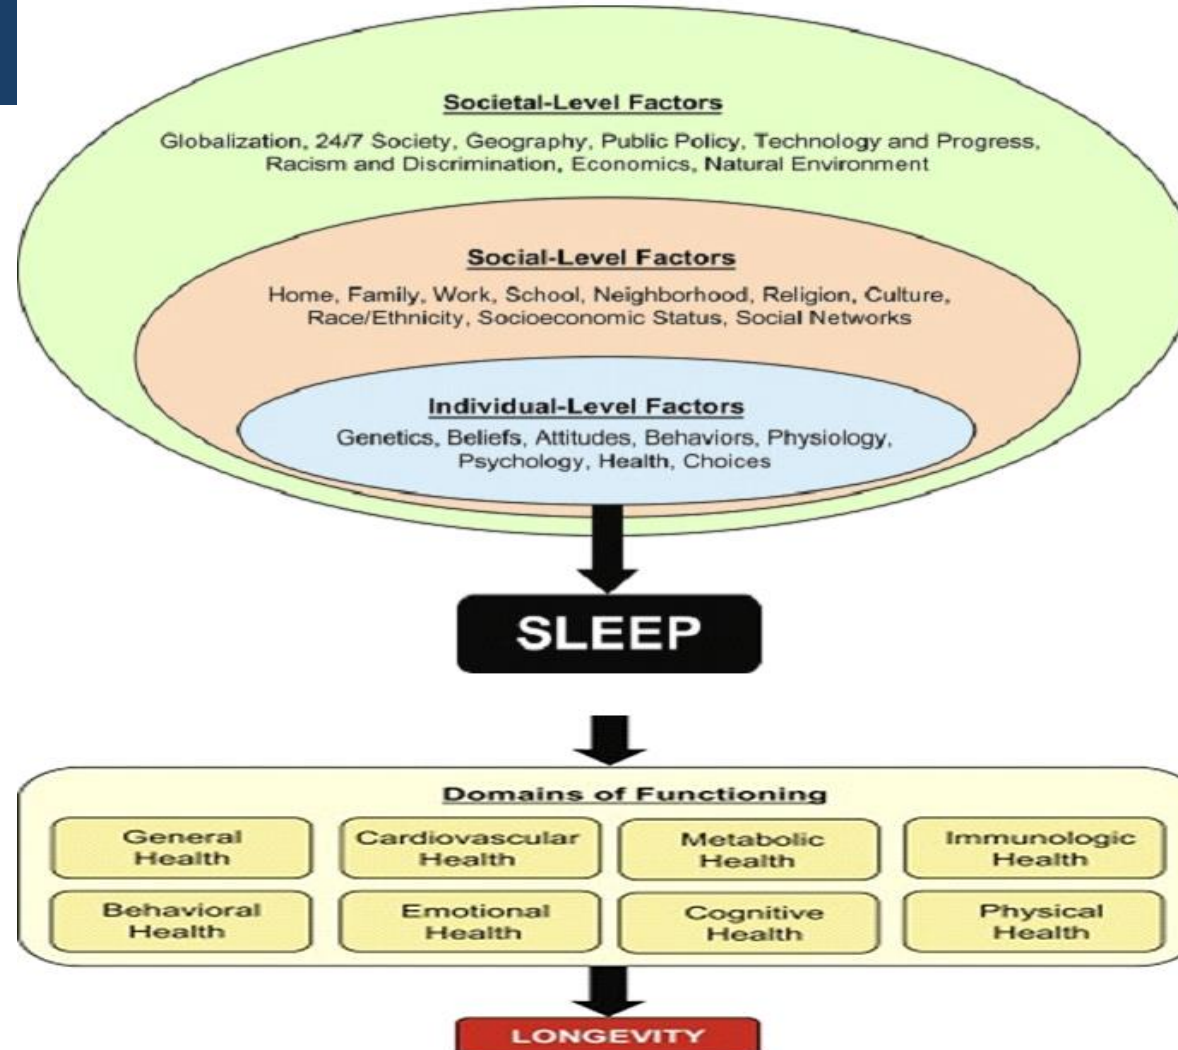 Societal-Level Factors
Globalization, 24/7 Society, Geography, Public Policy, Technology and Progress,
Racism and Discrimination, Economics, Natural Environment
Social-Level Factors
Home, Family, Work, School, Neighborhood, Religion, Culture,
Race/Ethnicity, Socioeconomic Status, Social Networks
Individual-Level Factors
Genetics, Beliefs, Attitudes, Behaviors, Physiology,
Psychology, Health, Choices
SLEEP
Domains of Functioning
General
Health
Cardiovascular
Health
Metabolic
Health
Immunologic
Health
Behavioral
Health
Emotional
Health
Cognitive
Health
Physical
Health
LONGEVITY